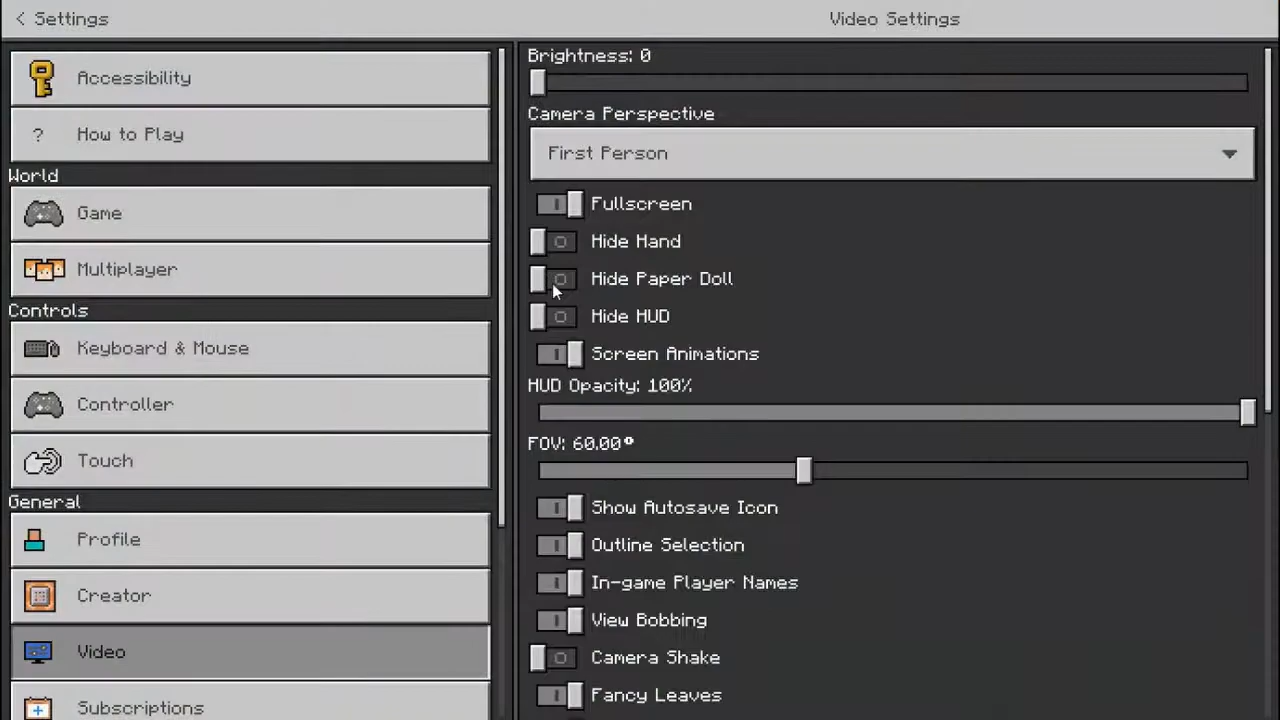 Settings
Video Settings
Accessibility
? How to Play
World
Game
Multiplayer
Controls
Keyboard & Mouse
Controller
Touch
General
Profile
Creator
Video
Subscriptions
Brightness: 0
Camera Perspective
First Person
Fullscreen
Hide Hand
Hide Paper Doll
Hide HUD
Screen Animations
HUD Opacity: 100%
FOV: 60.00°
Show Autosave Icon
Outline Selection
In-game Player Names
View Bobbing
Camera Shake
Fancy Leaves